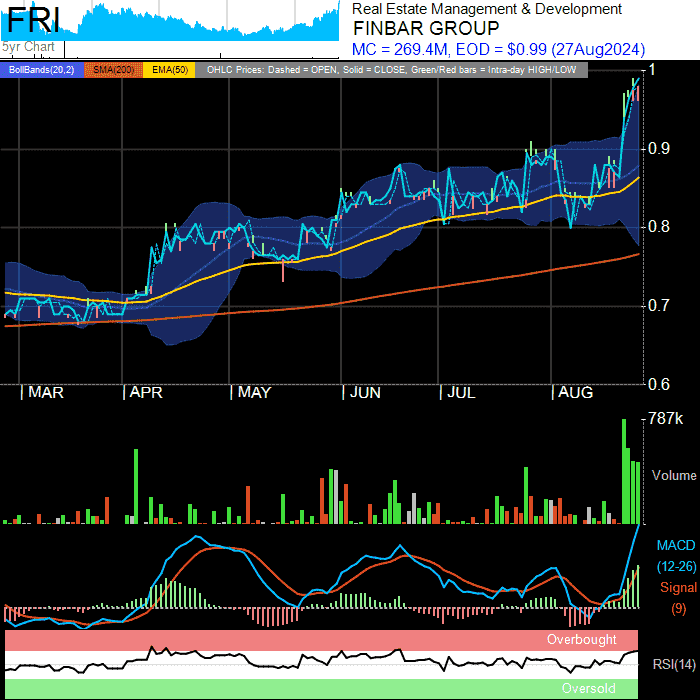 FRI
5yr Chart
Real Estate Management & Development
FINBAR GROUP
MC = 269.4M, EOD = $0.99 (27Aug2024)
BollBands(20,2) SMA(200) EMA(50) OHLC Prices: Dashed = OPEN, Solid = CLOSE, Green/Red bars = Intra-day HIGH/LOW
1
0.9
0.8
0.7
0.6
MAR APR MAY JUN JUL AUG
787k
Volume
MACD
(12-26)
Signal
(9)
Overbought
RSI(14)
Oversold